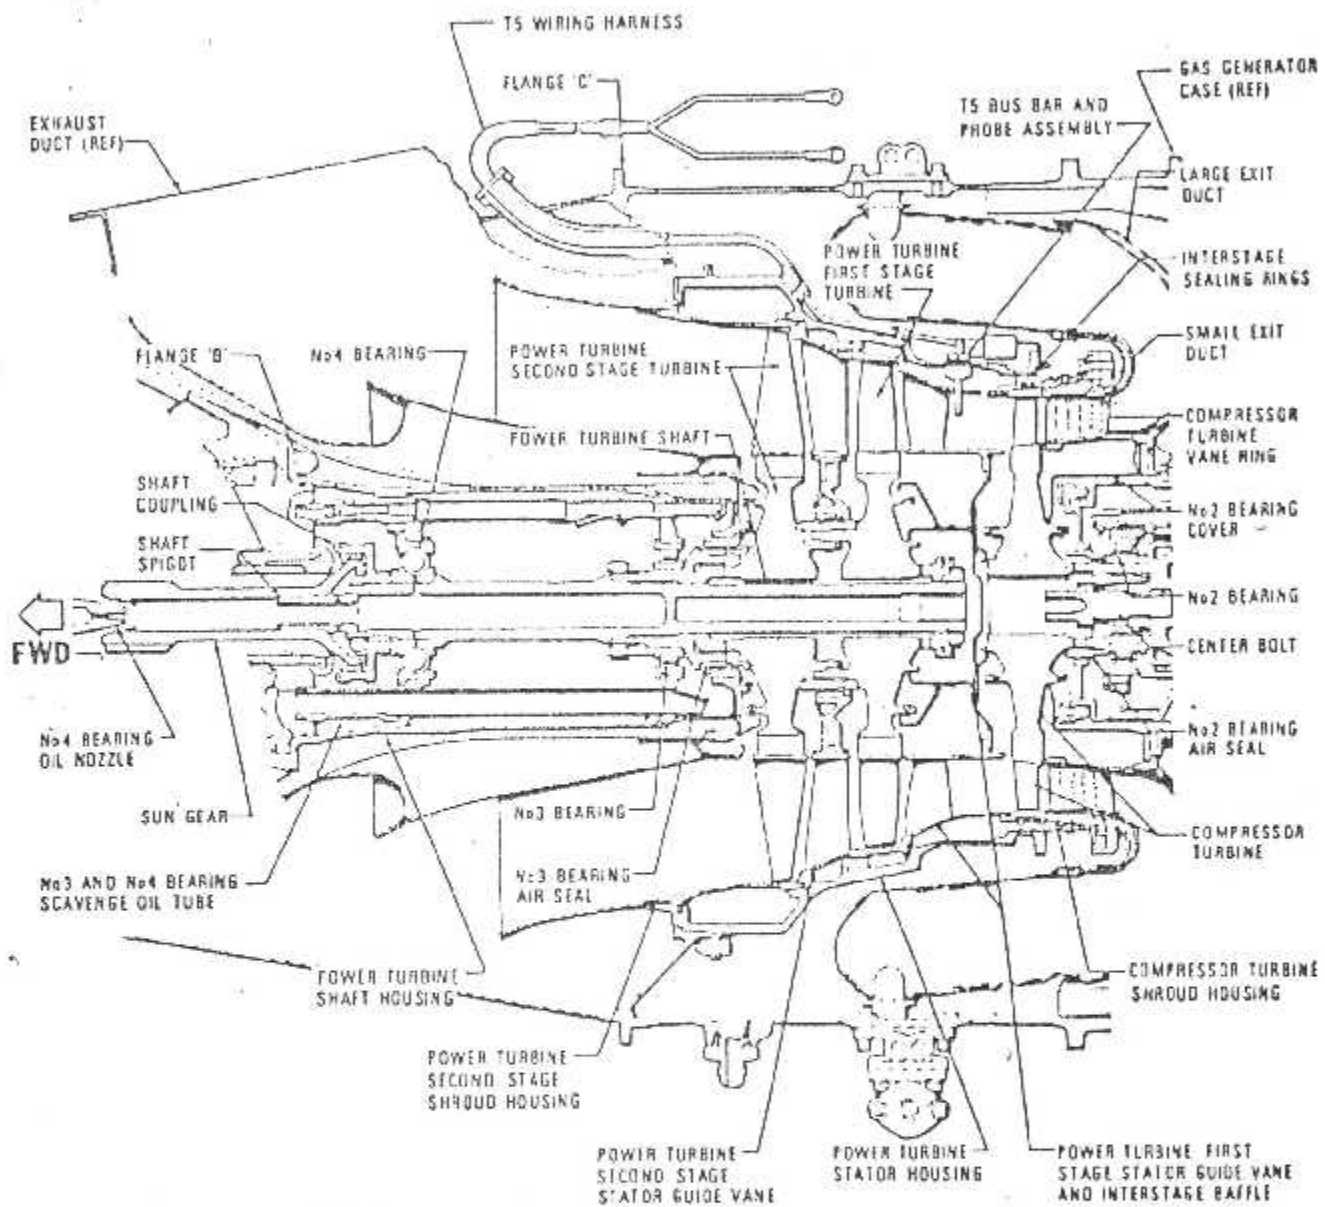 T5 WIRING HARNESS
FLANGE 'C'
GAS GENERATOR
CASE (REF)
T5 BUS BAR AND
PROBE ASSEMBLY
EXHAUST
DUCT (REF)
LARGE EXIT
DUCT
POWER TURBINE
FIRST STAGE
TURBINE
INTERSTAGE
SEALING RINGS
SMALL EXIT
DUCT
FLANGE 'B'
No4 BEARING
POWER TURBINE
SECOND STAGE TURBINE
COMPRESSOR
TURBINE
VANE RING
POWER TURBINE SHAFT
SHAFT
COUPLING
No2 BEARING
COVER
SHAFT
SPIGOT
No2 BEARING
FWD
CENTER BOLT
No4 BEARING
OIL NOZZLE
No2 BEARING
AIR SEAL
SUN GEAR
No3 BEARING
COMPRESSOR
TURBINE
No3 AND No4 BEARING
SCAVENGE OIL TUBE
No3 BEARING
AIR SEAL
POWER TURBINE
SHAFT HOUSING
COMPRESSOR TURBINE
SHROUD HOUSING
POWER TURBINE
SECOND STAGE
SHROUD HOUSING
POWER TURBINE
SECOND STAGE
STATOR GUIDE VANE
POWER TURBINE
STATOR HOUSING
POWER TURBINE FIRST
STAGE STATOR GUIDE VANE
AND INTERSTAGE BAFFLE